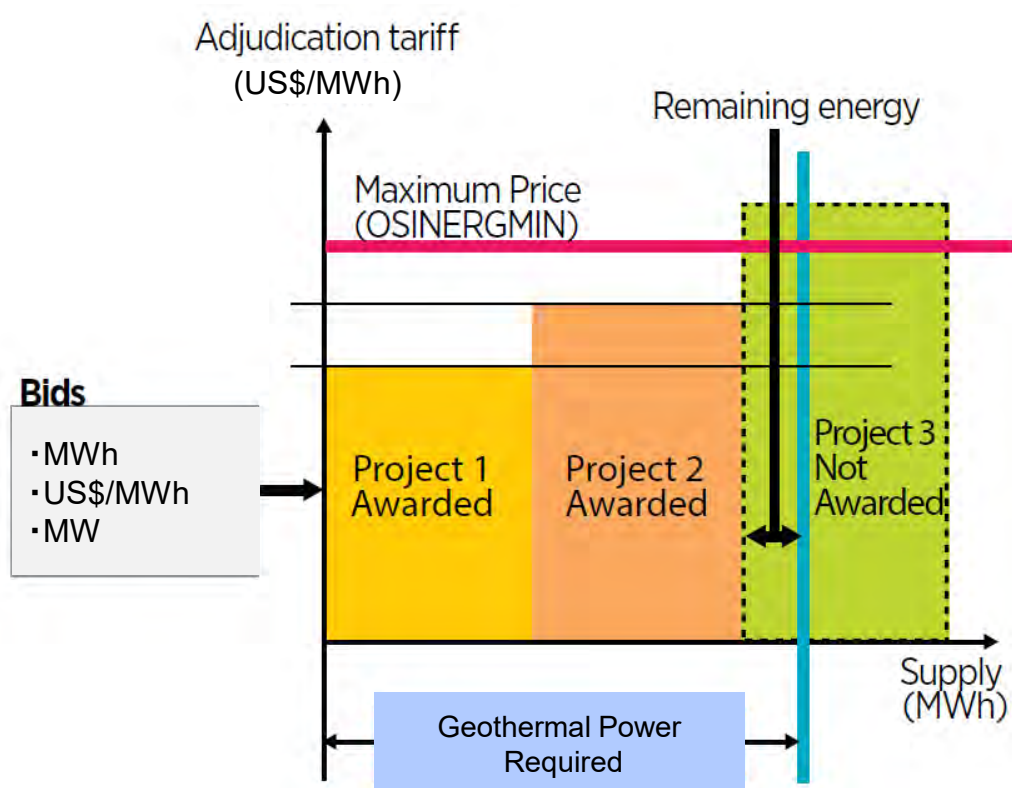 Adjudication tariff
(US$/MWh)
Remaining energy
Maximum Price
(OSINERGMIN)
Bids
・MWh
・US$/MWh
・MW
Project 1
Awarded
Project 2
Awarded
Project 3
Not
Awarded
Supply
(MWh)
Geothermal Power
Required